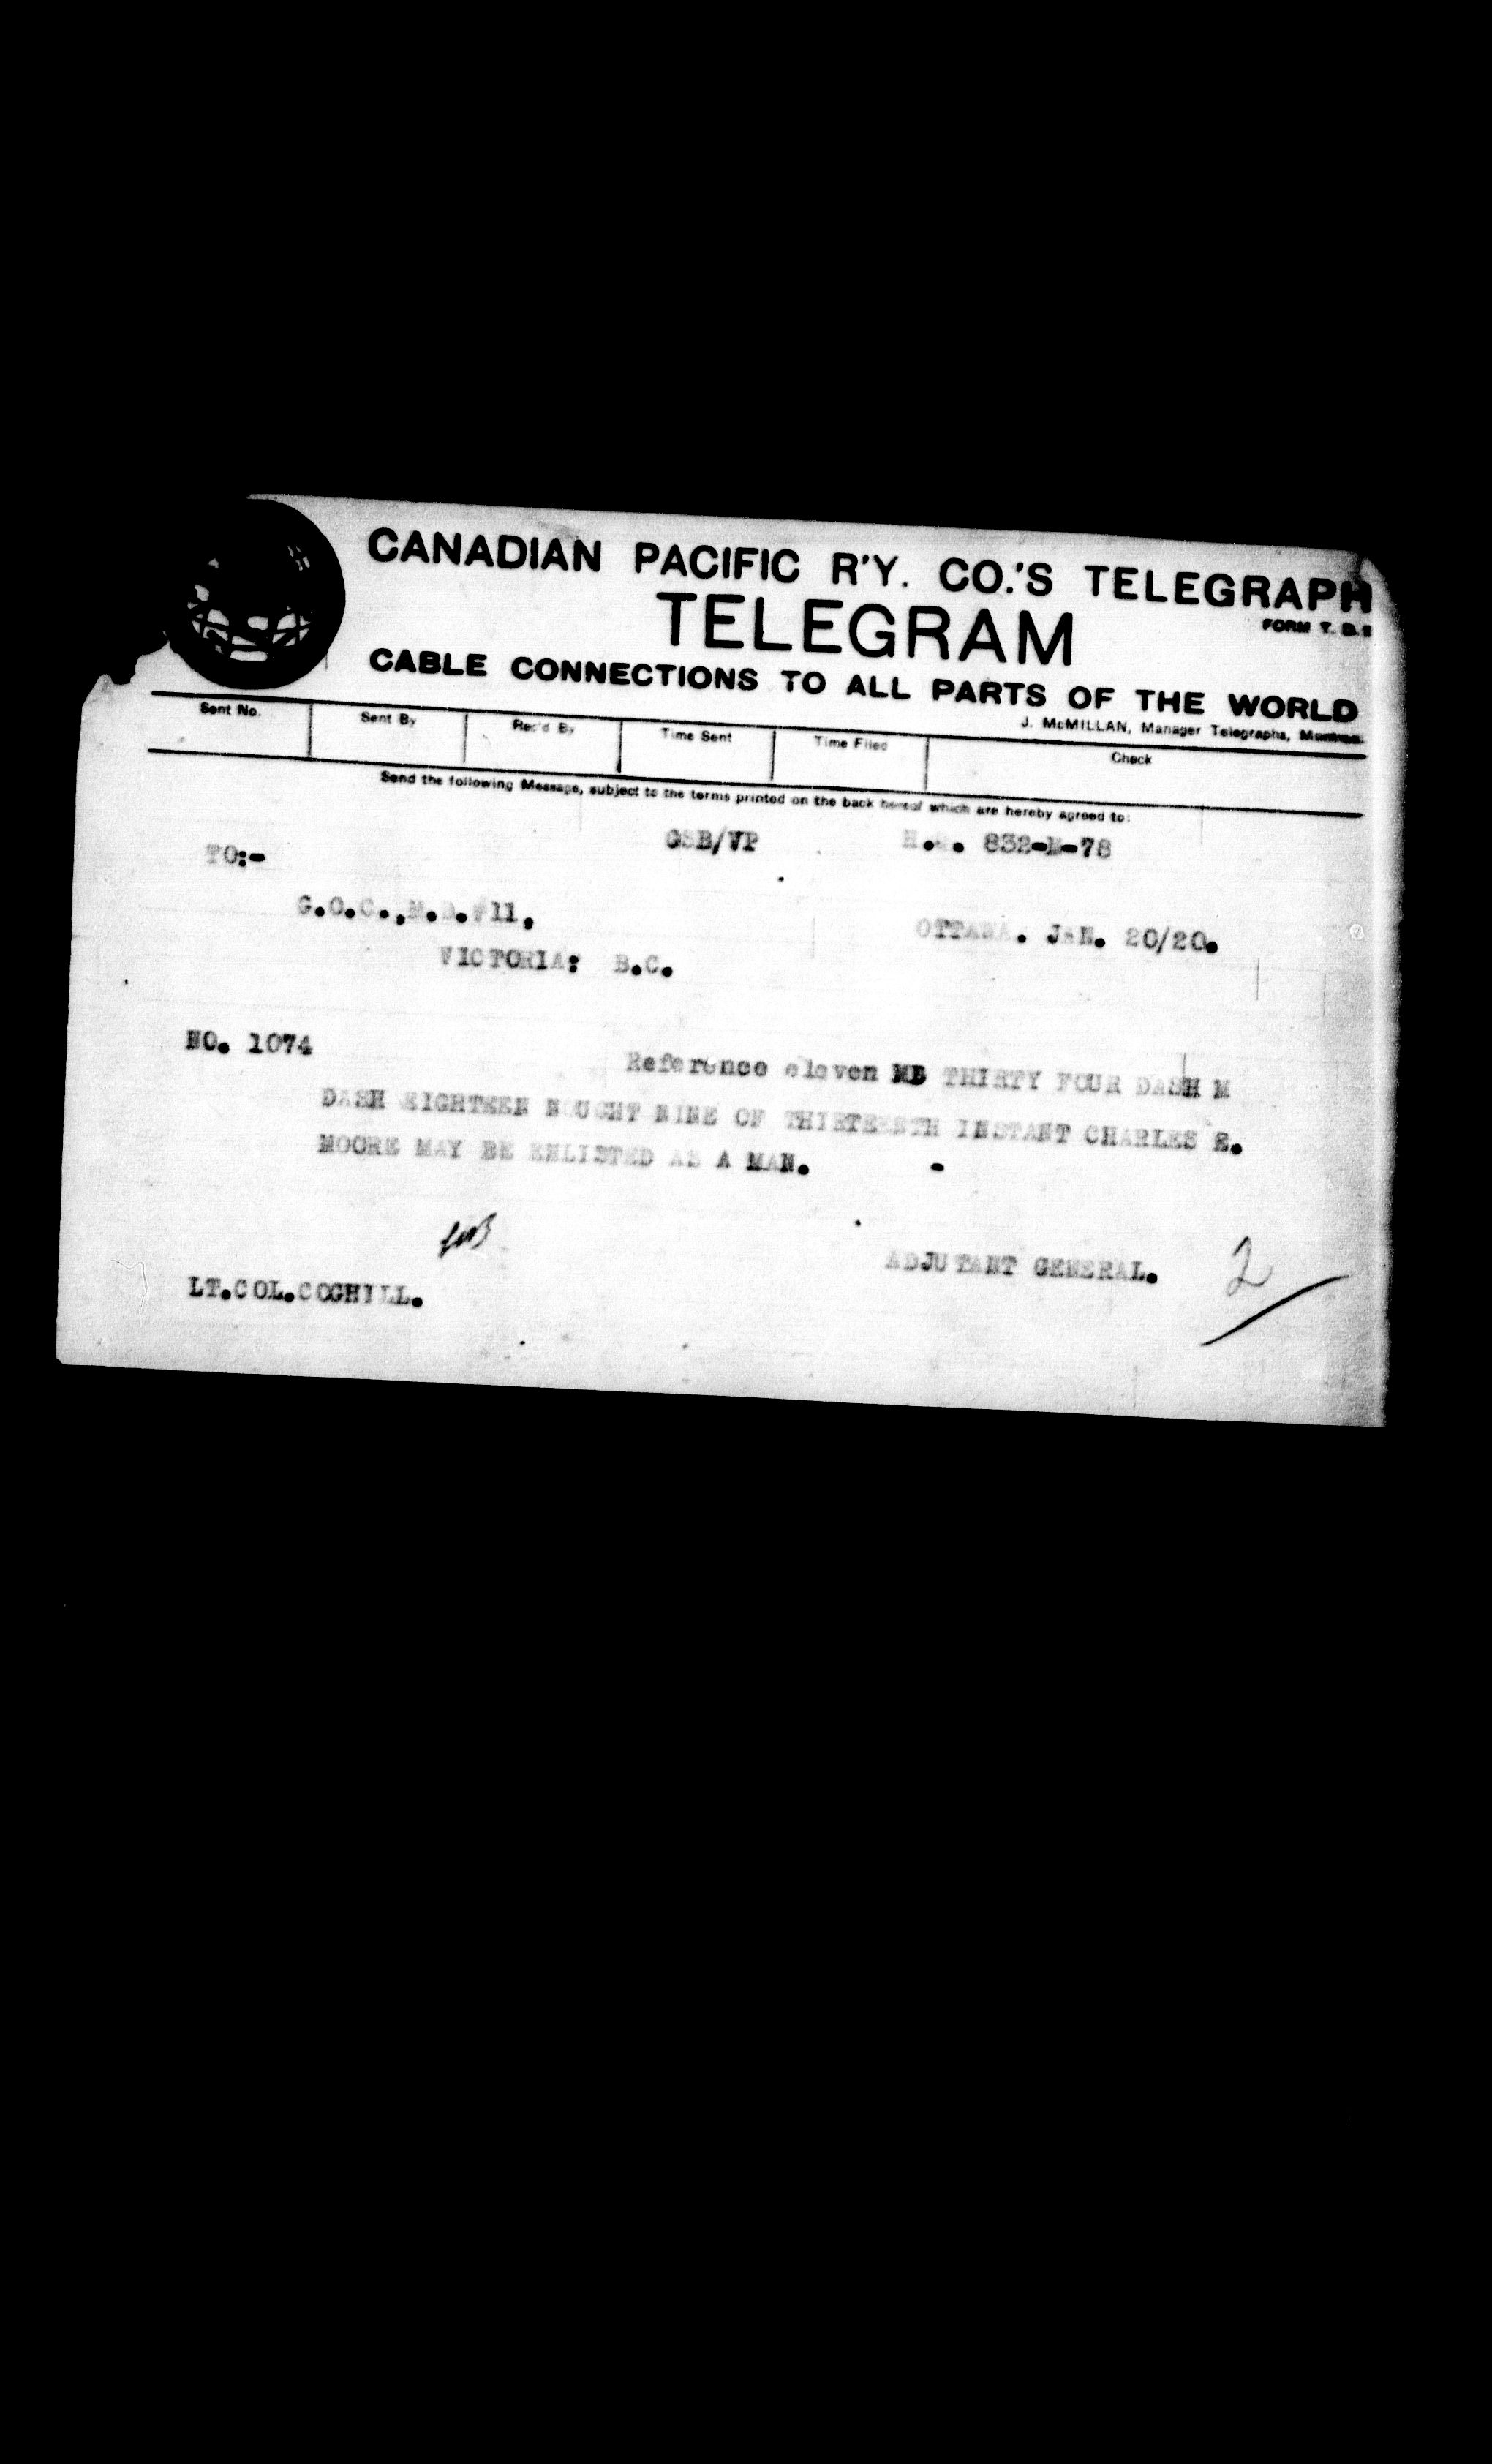 CANADIAN PACIFIC R'Y. CO.'S TELEGRAPH
TELEGRAM
FORM T. D.
CABLE CONNECTIONS TO ALL PARTS OF THE WORLD
J. McMILLAN, Manager Telegraphs, Montreal.
Sent No. Sent By Rec'd By Time Sent Time Filed Check
Send the following Message, subject to the terms printed on the back hereof which are hereby agreed to:
TO:- GSB/VP H.Q. 832-M-78
G.O.C.,M.D.#11, OTTAWA. JAN. 20/20.
VICTORIA: B.C.
NO. 1074
Reference eleven MD THIRTY FOUR DASH M
DASH EIGHTEEN NOUGHT NINE OF THIRTEENTH INSTANT CHARLES E.
MOORE MAY BE ENLISTED AS A MAN. -
ADJUTANT GENERAL. 2
LT.COL.COGHILL.